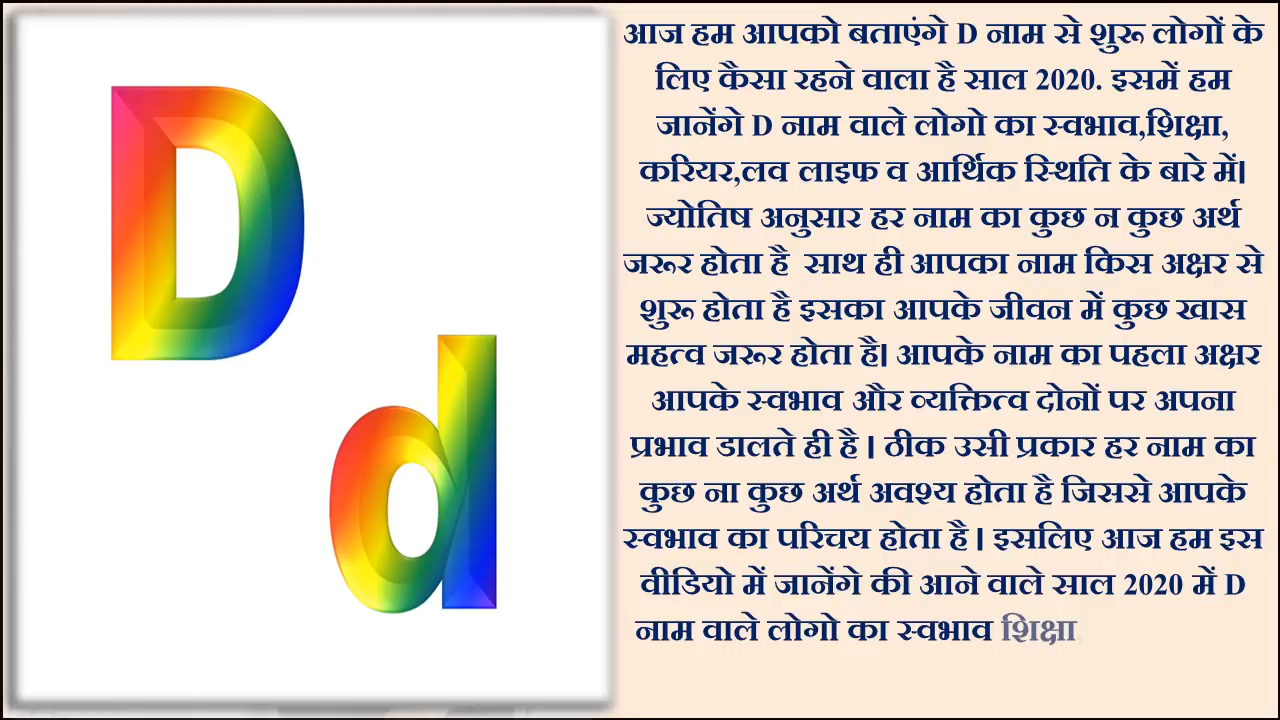 D
d
आज हम आपको बताएंगे D नाम से शुरू लोगों के
लिए कैसा रहने वाला है साल 2020. इसमें हम
जानेंगे D नाम वाले लोगो का स्वभाव,शिक्षा,
करियर,लव लाइफ व आर्थिक स्थिति के बारे में।
ज्योतिष अनुसार हर नाम का कुछ न कुछ अर्थ
जरूर होता है साथ ही आपका नाम किस अक्षर से
शुरू होता है इसका आपके जीवन में कुछ खास
महत्व जरूर होता है। आपके नाम का पहला अक्षर
आपके स्वभाव और व्यक्तित्व दोनों पर अपना
प्रभाव डालते ही है । ठीक उसी प्रकार हर नाम का
कुछ ना कुछ अर्थ अवश्य होता है जिससे आपके
स्वभाव का परिचय होता है । इसलिए आज हम इस
वीडियो में जानेंगे की आने वाले साल 2020 में D
नाम वाले लोगो का स्वभाव शिक्षा,